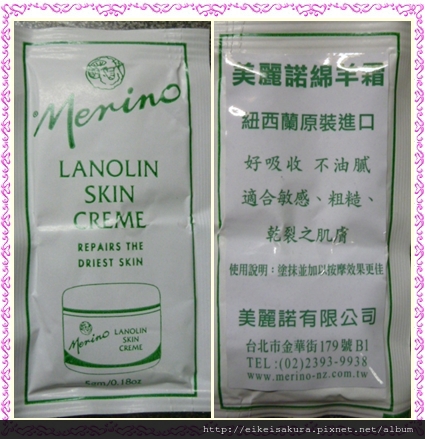 Merino
LANOLIN
SKIN
CREME
REPAIRS THE
DRIEST SKIN
Merino
LANOLIN
SKIN
CREME
5gm/0.18oz
美麗諾綿羊霜
紐西蘭原裝進口
好吸收 不油膩
適合敏感、粗糙、
乾裂之肌膚
使用說明：塗抹並加以按摩效果更佳
美麗諾有限公司
台北市金華街179號B1
TEL:(02)2393-9938
www.merino-nz.com.tw
http://eikeisakura.pixnet.net/album